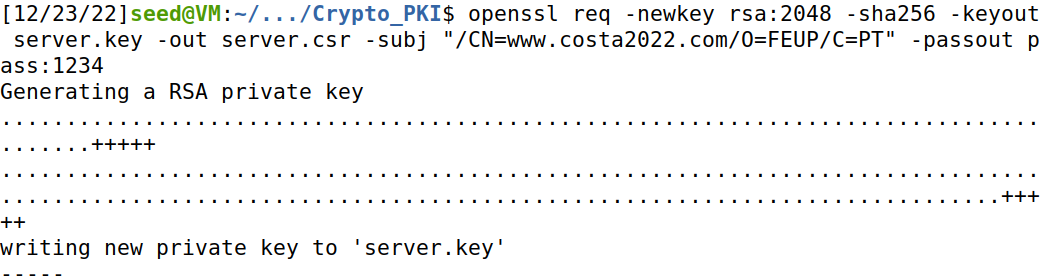 [12/23/22]seed@VM:~/.../Crypto_PKI$ openssl req -newkey rsa:2048 -sha256 -keyout
 server.key -out server.csr -subj "/CN=www.costa2022.com/O=FEUP/C=PT" -passout p
ass:1234
Generating a RSA private key
................................................................................
.......+++++
................................................................................
.............................................................................+++
++
writing new private key to 'server.key'
-----